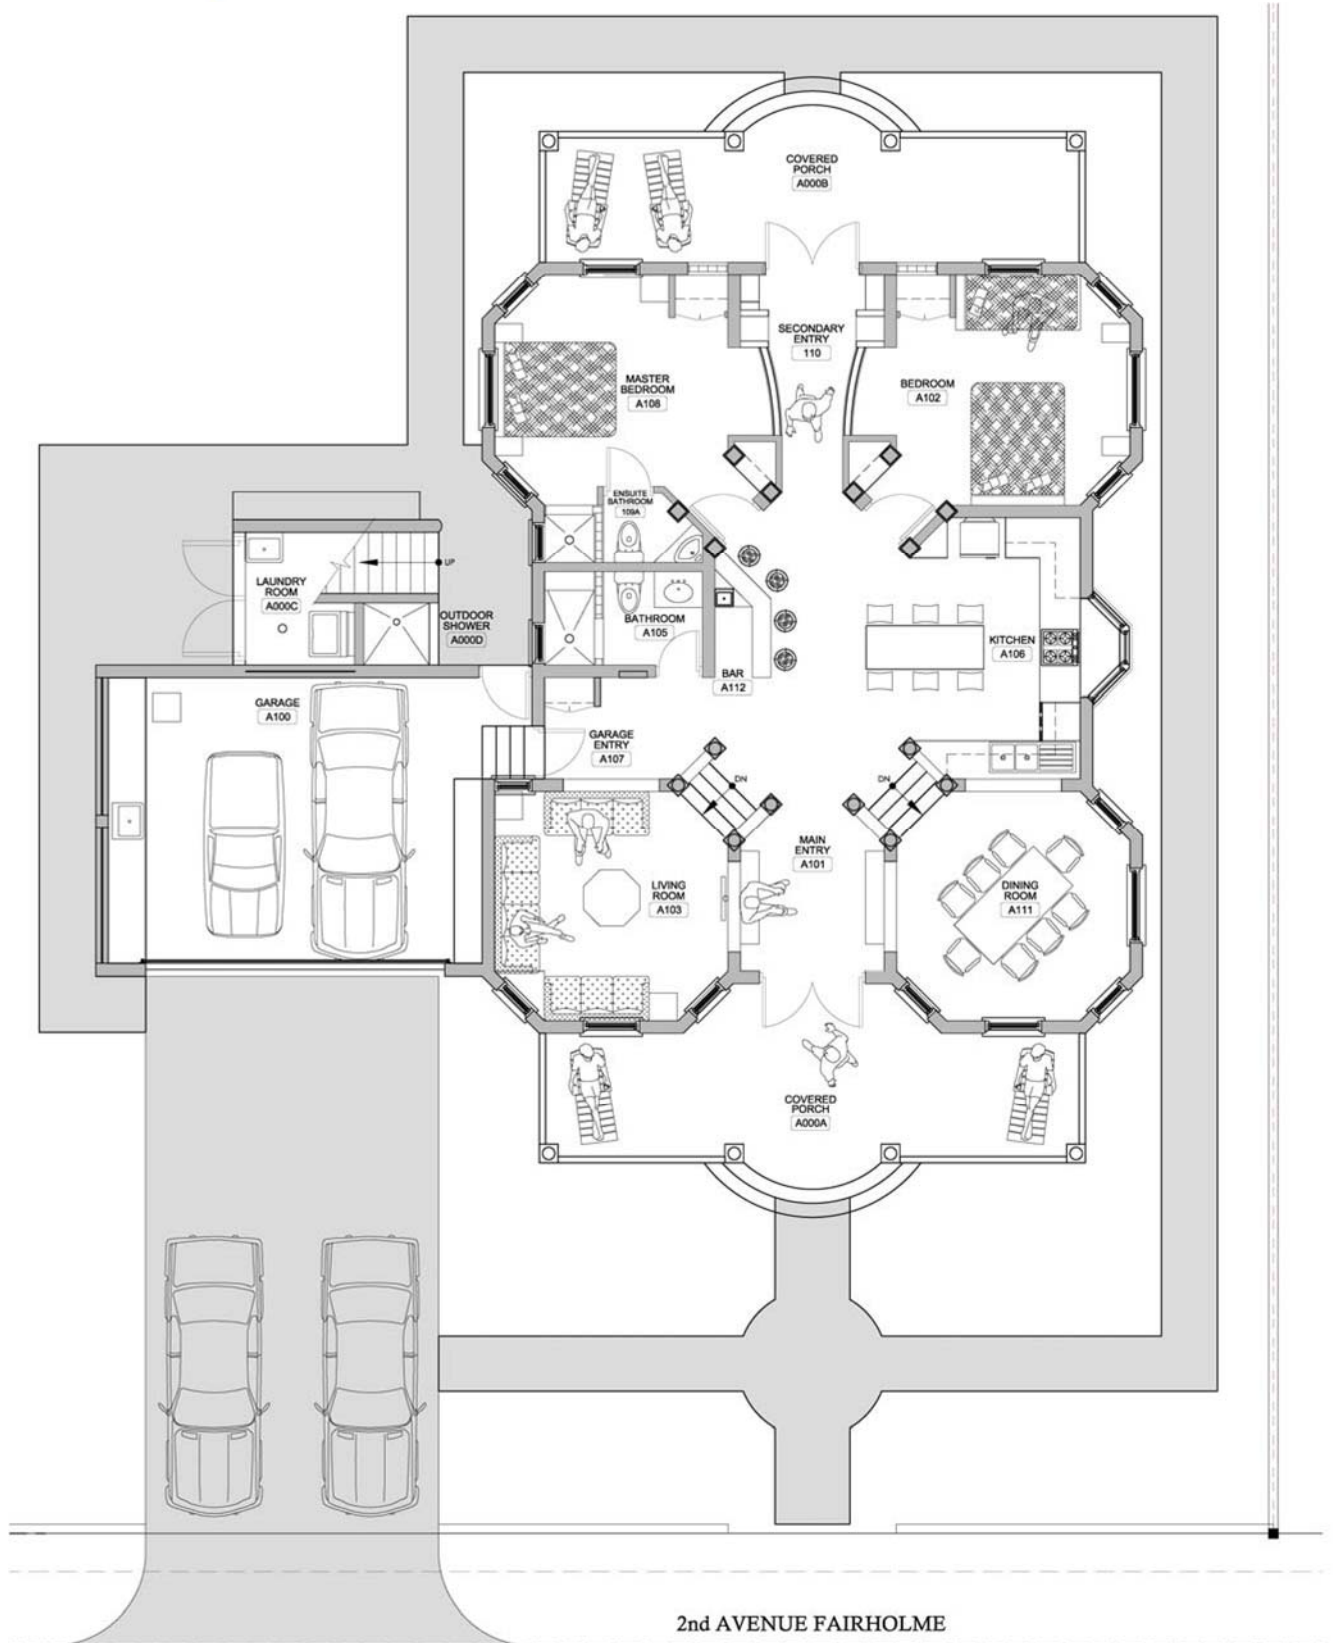 COVERED
PORCH
A000B
SECONDARY
ENTRY
110
MASTER
BEDROOM
A108
BEDROOM
A102
ENSUITE
BATHROOM
109A
LAUNDRY
ROOM
A000C
UP
OUTDOOR
SHOWER
A000D
BATHROOM
A105
BAR
A112
KITCHEN
A106
GARAGE
A100
GARAGE
ENTRY
A107
DN
DN
MAIN
ENTRY
A101
LIVING
ROOM
A103
DINING
ROOM
A111
COVERED
PORCH
A000A
2nd AVENUE FAIRHOLME